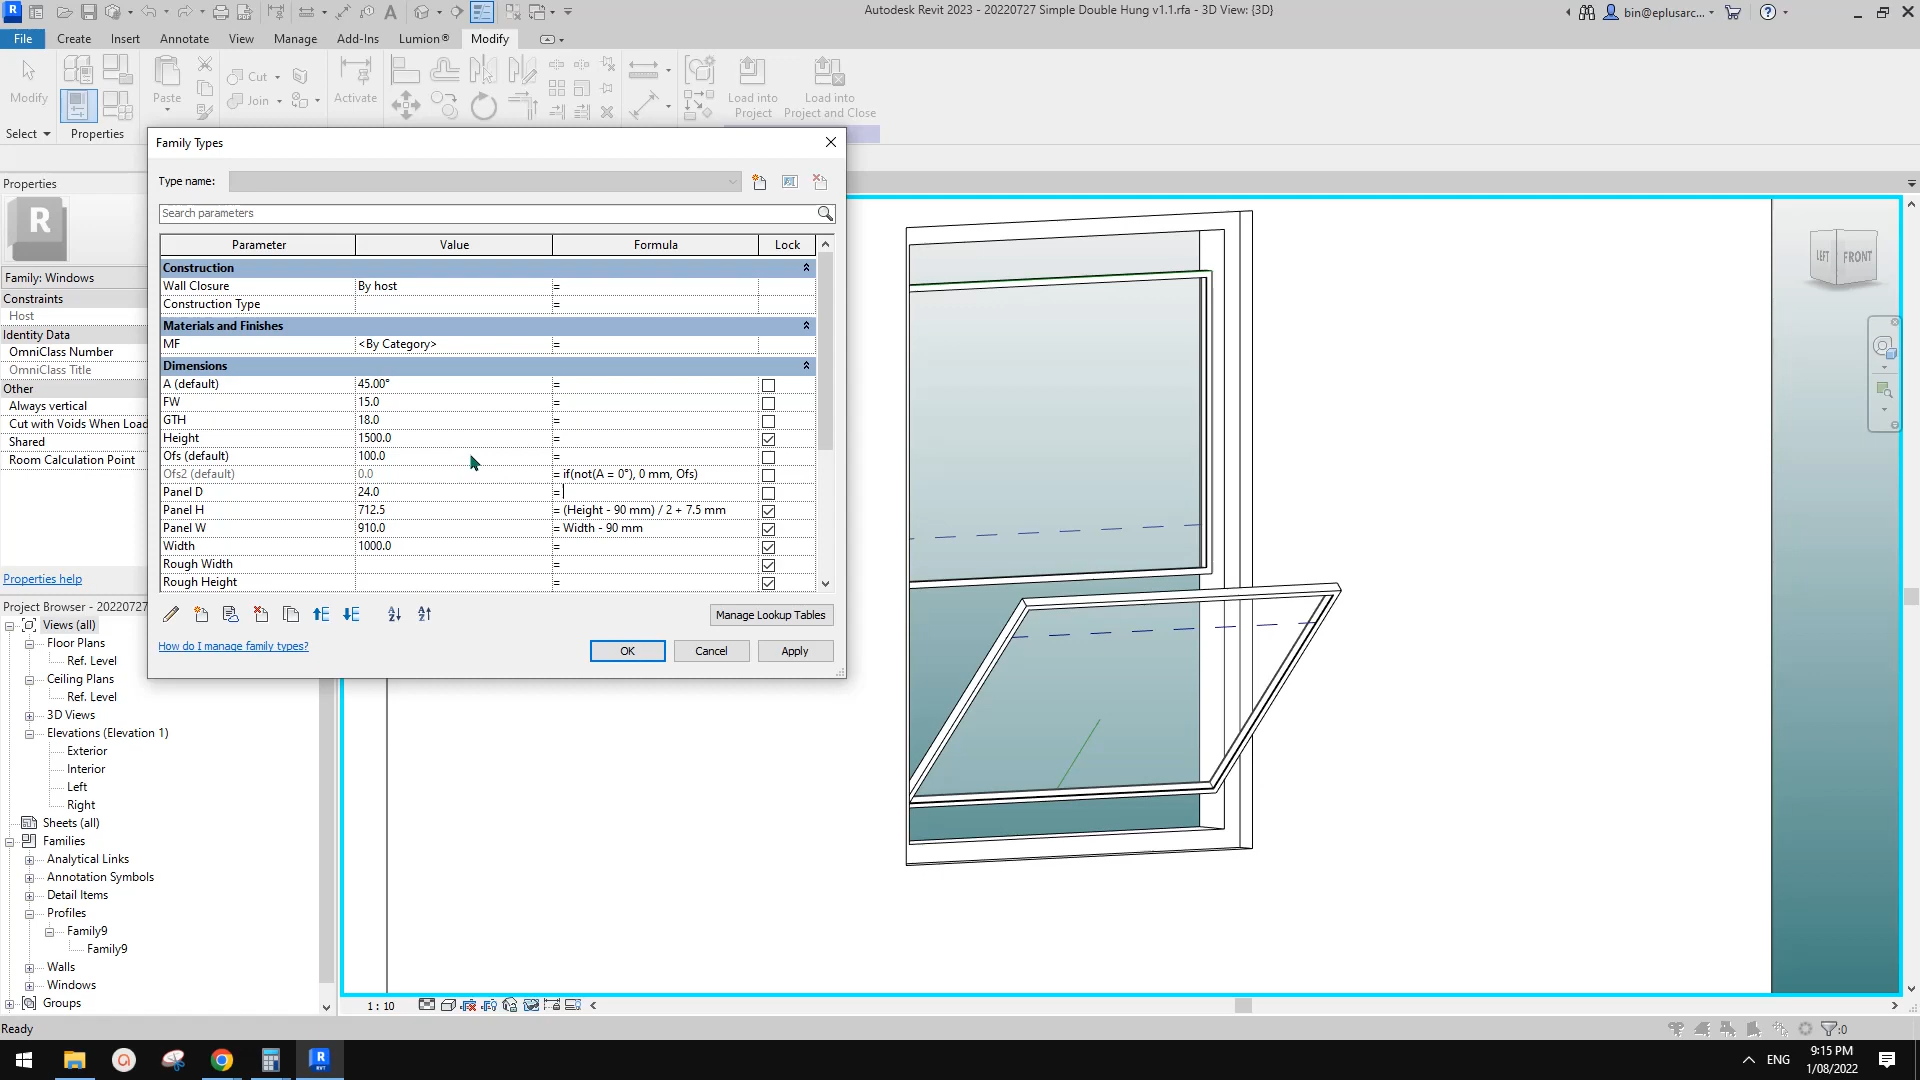 Autodesk Revit 2023 - 20220727 Simple Double Hung v1.1.rfa - 3D View: {3D}
bin@eplusarc...
File Create Insert Annotate View Manage Add-Ins Lumion® Modify
Modify
Paste
Cut
Join
Activate
Load into Project
Load into Project and Close
Select
Properties
Properties
R
Family: Windows
Constraints
Host
Identity Data
OmniClass Number
OmniClass Title
Other
Always vertical
Cut with Voids When Load
Shared
Room Calculation Point
Properties help
Family Types
Type name:
Search parameters
Parameter Value Formula Lock
Construction
Wall Closure By host =
Construction Type =
Materials and Finishes
MF <By Category> =
Dimensions
A (default) 45.00° =
FW 15.0 =
GTH 18.0 =
Height 1500.0 =
Ofs (default) 100.0 =
Ofs2 (default) 0.0 = if(not(A = 0°), 0 mm, Ofs)
Panel D 24.0 =
Panel H 712.5 = (Height - 90 mm) / 2 + 7.5 mm
Panel W 910.0 = Width - 90 mm
Width 1000.0 =
Rough Width =
Rough Height =
Manage Lookup Tables
How do I manage family types?
OK Cancel Apply
LEFT FRONT
Project Browser - 20220727
Views (all)
Floor Plans
Ref. Level
Ceiling Plans
Ref. Level
3D Views
Elevations (Elevation 1)
Exterior
Interior
Left
Right
Sheets (all)
Families
Analytical Links
Annotation Symbols
Detail Items
Profiles
Family9
Family9
Walls
Windows
Groups
1 : 10
Ready
:0
ENG
9:15 PM
1/08/2022